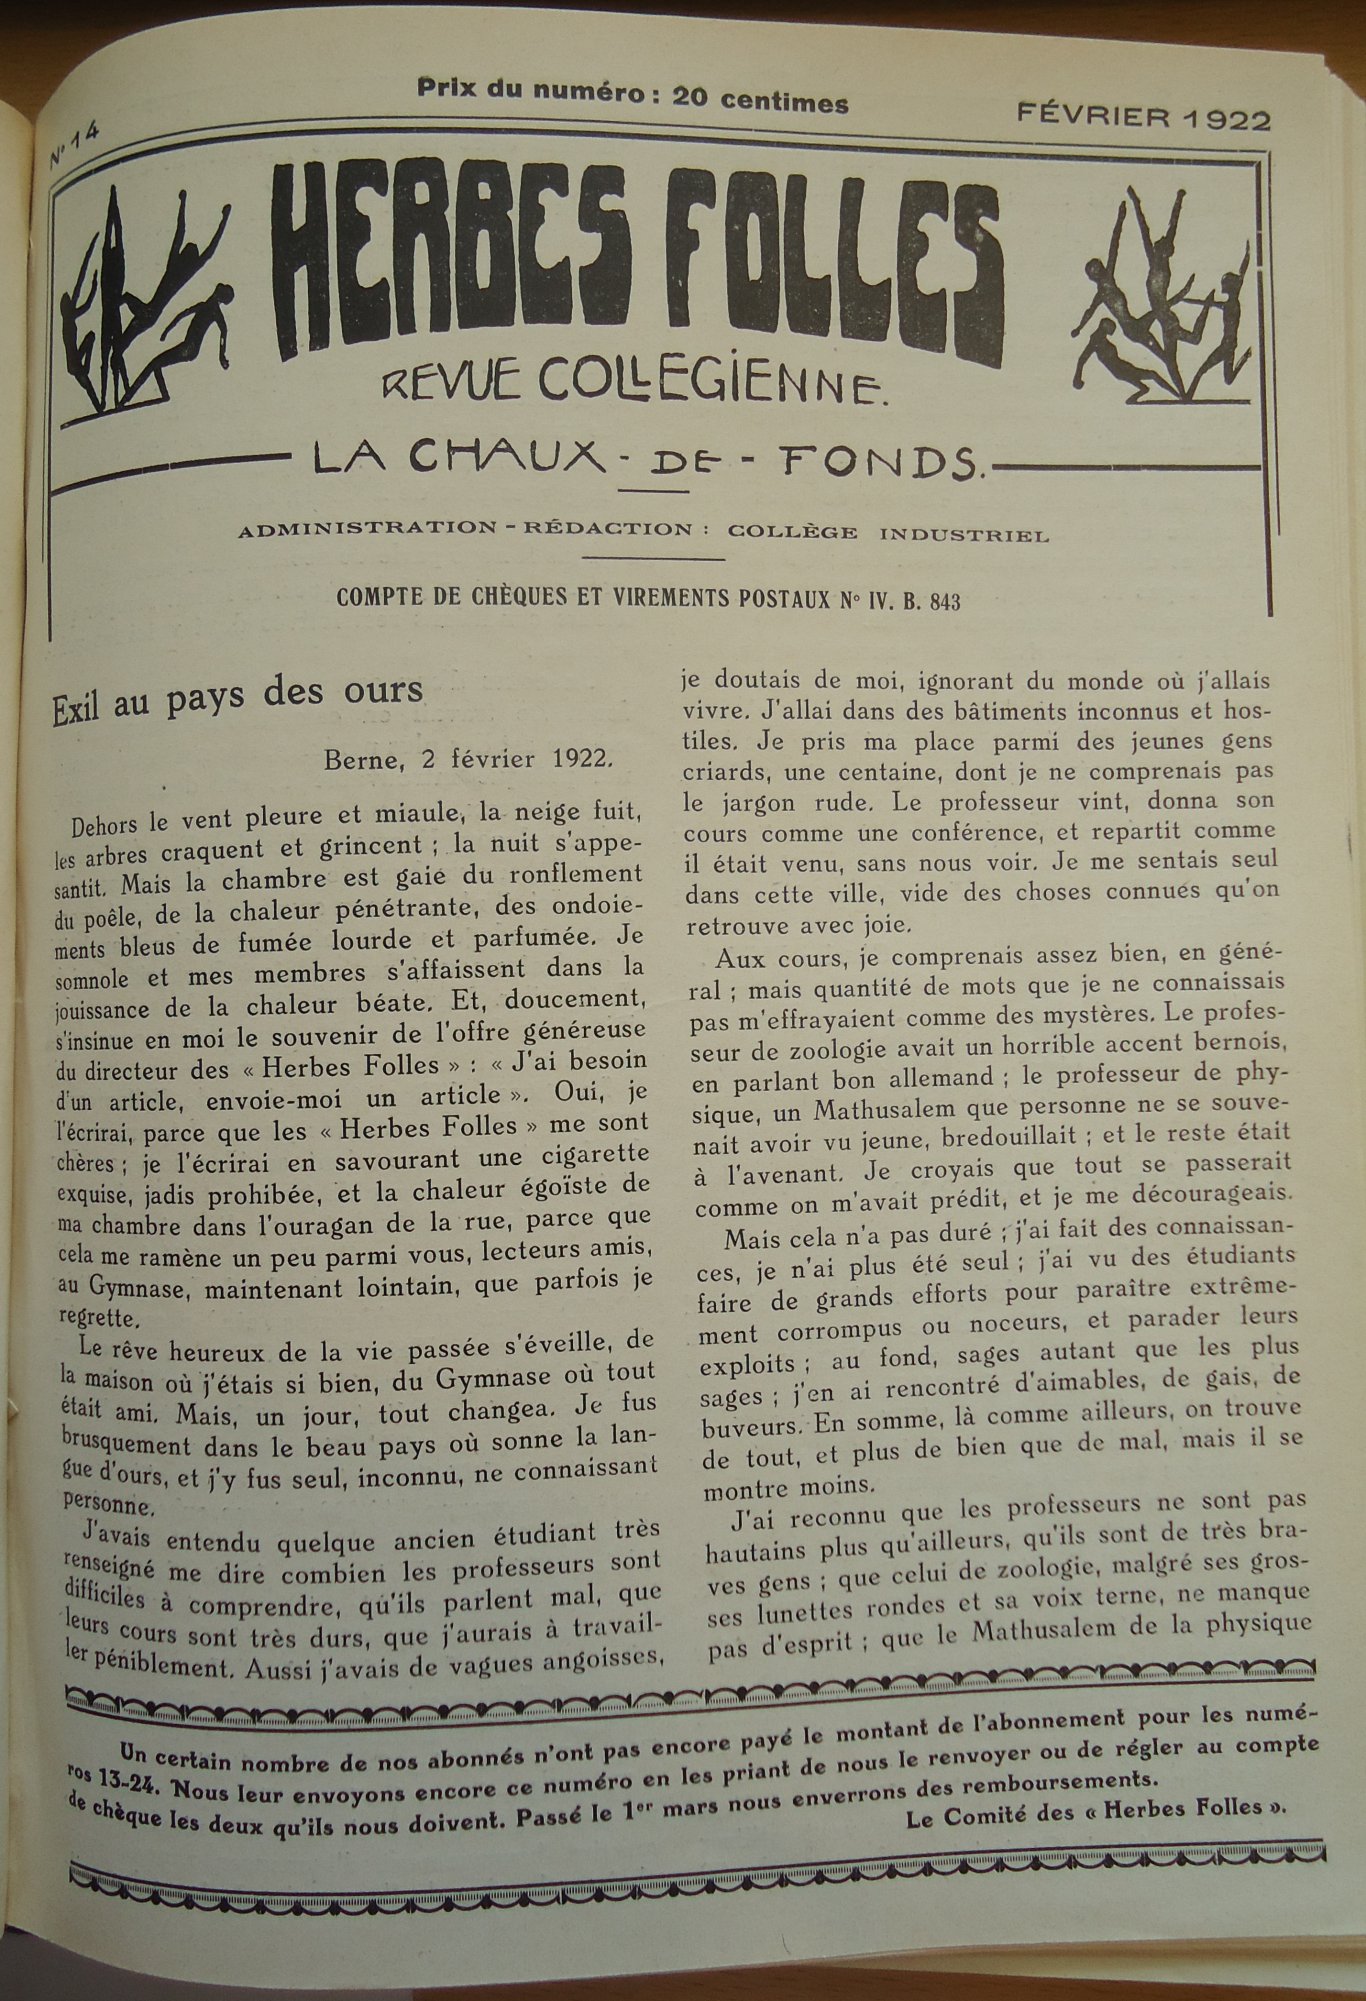 Prix du numéro : 20 centimes
N° 14
FÉVRIER 1922
HERBES FOLLES
REVUE COLLEGiENNE.
LA CHAUX - DE - FONDS.
ADMINISTRATION - RÉDACTION : COLLÈGE INDUSTRIEL
COMPTE DE CHÈQUES ET VIREMENTS POSTAUX N° IV. B. 843
Exil au pays des ours
Berne, 2 février 1922.
Dehors le vent pleure et miaule, la neige fuit,
les arbres craquent et grincent ; la nuit s'appe-
santit. Mais la chambre est gaie du ronflement
du poêle, de la chaleur pénétrante, des ondoie-
ments bleus de fumée lourde et parfumée. Je
somnole et mes membres s'affaissent dans la
jouissance de la chaleur béate. Et, doucement,
s'insinue en moi le souvenir de l'offre généreuse
du directeur des « Herbes Folles » : « J'ai besoin
d'un article, envoie-moi un article ». Oui, je
l'écrirai, parce que les « Herbes Folles » me sont
chères ; je l'écrirai en savourant une cigarette
exquise, jadis prohibée, et la chaleur égoïste de
ma chambre dans l'ouragan de la rue, parce que
cela me ramène un peu parmi vous, lecteurs amis,
au Gymnase, maintenant lointain, que parfois je
regrette.
Le rêve heureux de la vie passée s'éveille, de
la maison où j'étais si bien, du Gymnase où tout
était ami. Mais, un jour, tout changea. Je fus
brusquement dans le beau pays où sonne la lan-
gue d'ours, et j'y fus seul, inconnu, ne connaissant
personne.
J'avais entendu quelque ancien étudiant très
renseigné me dire combien les professeurs sont
difficiles à comprendre, qu'ils parlent mal, que
leurs cours sont très durs, que j'aurais à travail-
ler péniblement. Aussi j'avais de vagues angoisses,
je doutais de moi, ignorant du monde où j'allais
vivre. J'allai dans des bâtiments inconnus et hos-
tiles. Je pris ma place parmi des jeunes gens
criards, une centaine, dont je ne comprenais pas
le jargon rude. Le professeur vint, donna son
cours comme une conférence, et repartit comme
il était venu, sans nous voir. Je me sentais seul
dans cette ville, vide des choses connues qu'on
retrouve avec joie.
Aux cours, je comprenais assez bien, en géné-
ral ; mais quantité de mots que je ne connaissais
pas m'effrayaient comme des mystères. Le profes-
seur de zoologie avait un horrible accent bernois,
en parlant bon allemand ; le professeur de phy-
sique, un Mathusalem que personne ne se souve-
nait avoir vu jeune, bredouillait ; et le reste était
à l'avenant. Je croyais que tout se passerait
comme on m'avait prédit, et je me décourageais.
Mais cela n'a pas duré ; j'ai fait des connaissan-
ces, je n'ai plus été seul ; j'ai vu des étudiants
faire de grands efforts pour paraître extrême-
ment corrompus ou noceurs, et parader leurs
exploits ; au fond, sages autant que les plus
sages ; j'en ai rencontré d'aimables, de gais, de
buveurs. En somme, là comme ailleurs, on trouve
de tout, et plus de bien que de mal, mais il se
montre moins.
J'ai reconnu que les professeurs ne sont pas
hautains plus qu'ailleurs, qu'ils sont de très bra-
ves gens ; que celui de zoologie, malgré ses gros-
ses lunettes rondes et sa voix terne, ne manque
pas d'esprit ; que le Mathusalem de la physique
Un certain nombre de nos abonnés n'ont pas encore payé le montant de l'abonnement pour les numé-
ros 13-24. Nous leur envoyons encore ce numéro en les priant de nous le renvoyer ou de régler au compte
de chèque les deux qu'ils nous doivent. Passé le 1er mars nous enverrons des remboursements.
Le Comité des « Herbes Folles ».